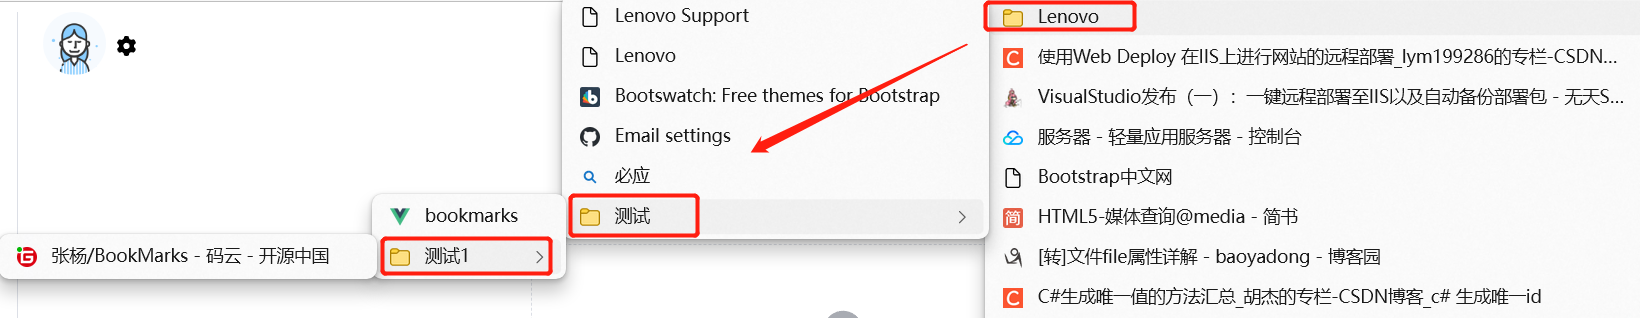 Lenovo Support
Lenovo
Bootswatch: Free themes for Bootstrap
Email settings
必应
测试
bookmarks
测试1
张杨/BookMarks - 码云 - 开源中国
Lenovo
使用Web Deploy 在IIS上进行网站的远程部署_lym199286的专栏-CSDN...
VisualStudio发布（一）：一键远程部署至IIS以及自动备份部署包 - 无天S...
服务器 - 轻量应用服务器 - 控制台
Bootstrap中文网
简 HTML5-媒体查询@media - 简书
[转]文件file属性详解 - baoyadong - 博客园
C C#生成唯一值的方法汇总_胡杰的专栏-CSDN博客_c# 生成唯一id